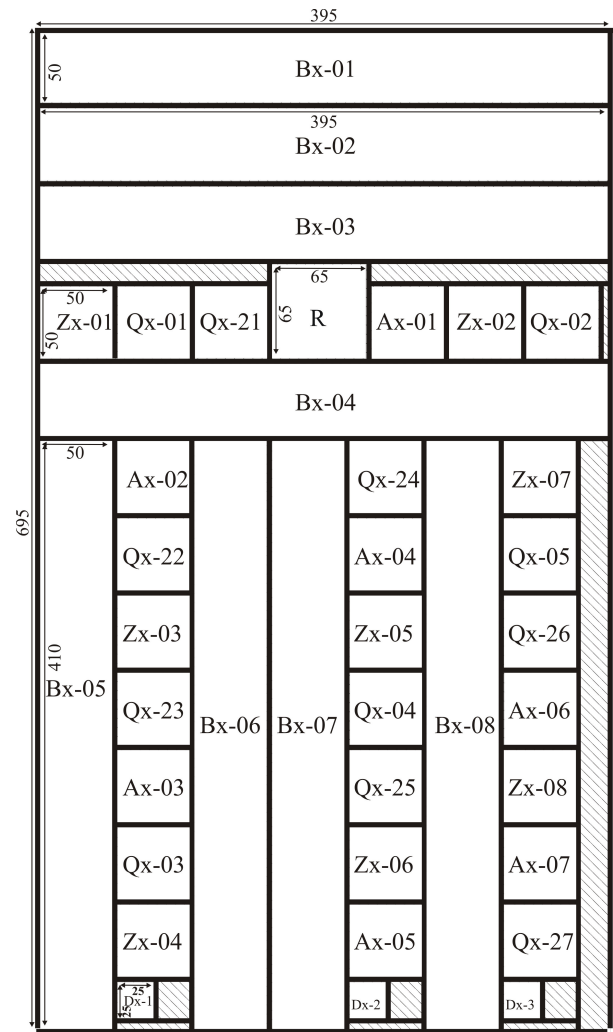 395
50
Bx-01
395
Bx-02
Bx-03
65
50
Zx-01
Qx-01
Qx-21
65
R
Ax-01
Zx-02
Qx-02
50
Bx-04
50
Ax-02
Qx-24
Zx-07
695
Qx-22
Ax-04
Qx-05
Zx-03
Zx-05
Qx-26
410
Bx-05
Qx-23
Bx-06
Bx-07
Qx-04
Bx-08
Ax-06
Ax-03
Qx-25
Zx-08
Qx-03
Zx-06
Ax-07
Zx-04
Ax-05
Qx-27
25
Dx-1
25
Dx-2
Dx-3